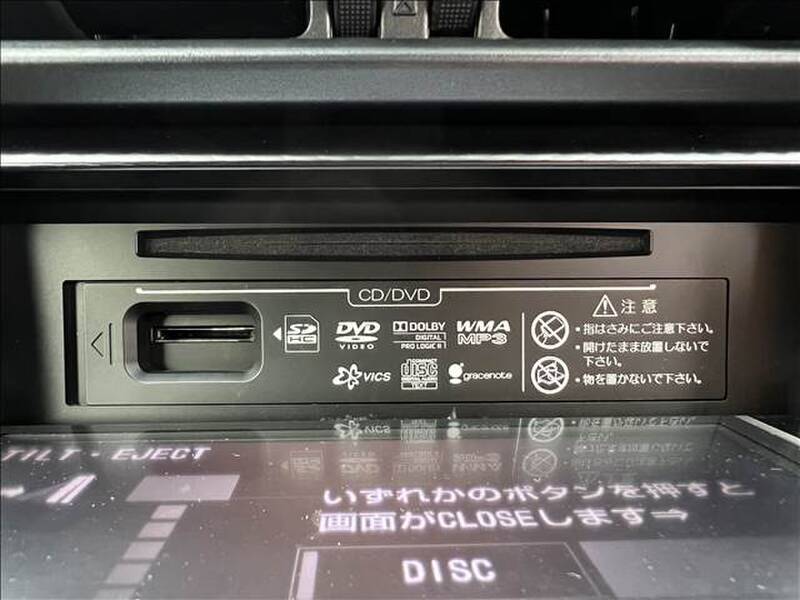 CD/DVD
SD HC
DVD VIDEO
DOLBY DIGITAL PRO LOGIC II
WMA MP3
VICS
COMPACT disc DIGITAL AUDIO TEXT
gracenote
注意
・指はさみにご注意下さい。
・開けたまま放置しないで
下さい。
・物を置かないで下さい。
TILT・EJECT
いずれかのボタンを押すと
画面がCLOSEします→
DISC